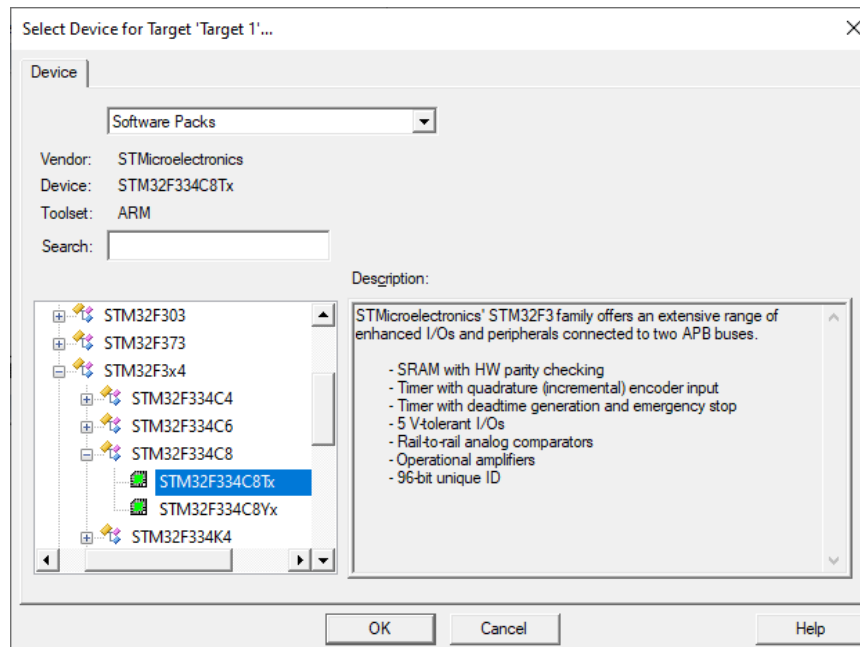 Select Device for Target 'Target 1'...
Device
Software Packs
Vendor: STMicroelectronics
Device: STM32F334C8Tx
Toolset: ARM
Search:
Description:
STM32F303
STM32F373
STM32F3x4
STM32F334C4
STM32F334C6
STM32F334C8
STM32F334C8Tx
STM32F334C8Yx
STM32F334K4
STMicroelectronics' STM32F3 family offers an extensive range of
enhanced I/Os and peripherals connected to two APB buses.
- SRAM with HW parity checking
- Timer with quadrature (incremental) encoder input
- Timer with deadtime generation and emergency stop
- 5 V-tolerant I/Os
- Rail-to-rail analog comparators
- Operational amplifiers
- 96-bit unique ID
OK
Cancel
Help